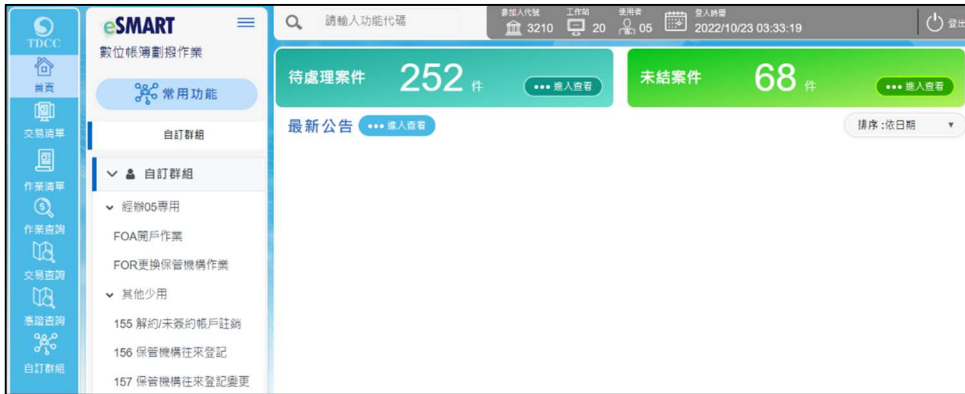 TDCC
首頁
交易清單
作業清單
作業查詢
交易查詢
憑證查詢
自訂群組
eSMART
數位帳簿劃撥作業
常用功能
自訂群組
自訂群組
經辦05專用
FOA開戶作業
FOR更換保管機構作業
其他少用
155 解約/未簽約帳戶註銷
156 保管機構往來登記
157 保管機構往來登記變更
請輸入功能代碼
參加人代號 3210
工作站 20
使用者 05
登入時間 2022/10/23 03:33:19
登出
待處理案件 252 件 ••• 進入查看
未結案件 68 件 ••• 進入查看
最新公告 ••• 進入查看
排序:依日期